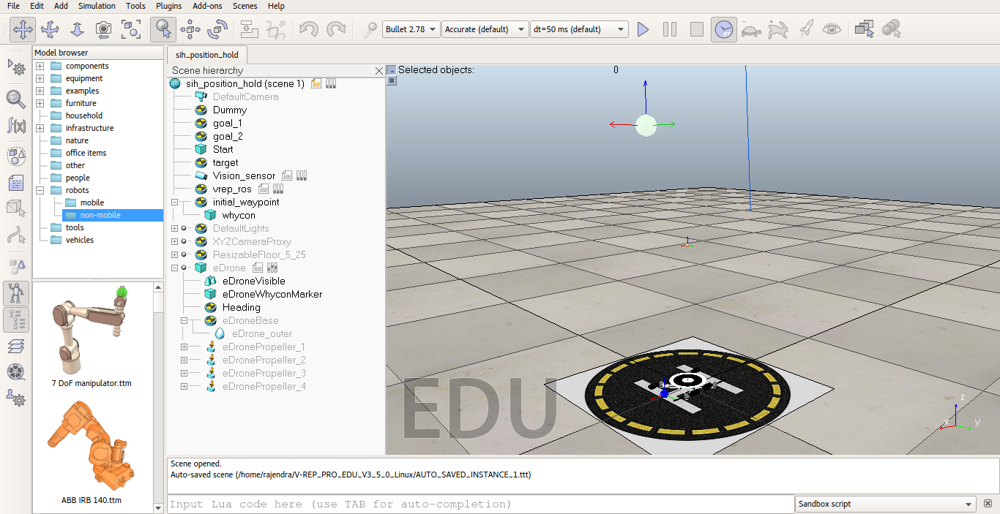 File Edit Add Simulation Tools Plugins Add-ons Scenes Help
Bullet 2.78 Accurate (default) dt=50 ms (default) RT
Model browser
components
equipment
examples
furniture
household
infrastructure
nature
office items
other
people
robots
mobile
non-mobile
tools
vehicles
7 DoF manipulator.ttm
ABB IRB 140.ttm
sih_position_hold
Scene hierarchy
sih_position_hold (scene 1)
DefaultCamera
Dummy
goal_1
goal_2
Start
target
Vision_sensor
vrep_ros
initial_waypoint
whycon
DefaultLights
XYZCameraProxy
ResizableFloor_5_25
eDrone
eDroneVisible
eDroneWhyconMarker
Heading
eDroneBase
eDrone_outer
eDronePropeller_1
eDronePropeller_2
eDronePropeller_3
eDronePropeller_4
Selected objects: 0
EDU
z
x y
Scene opened.
Auto-saved scene (/home/rajendra/V-REP_PRO_EDU_V3_5_0_Linux/AUTO_SAVED_INSTANCE_1.ttt)
Input Lua code here (use TAB for auto-completion)
Sandbox script